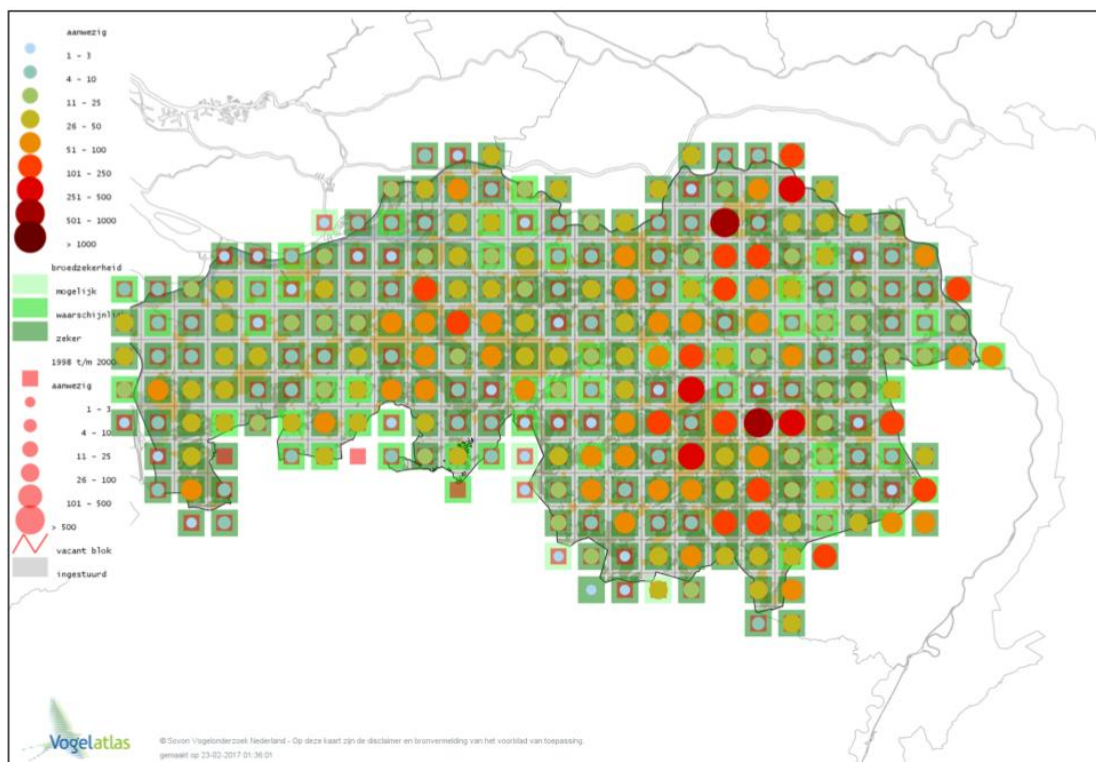 aanwezig
1 - 3
4 - 10
11 - 25
26 - 50
51 - 100
101 - 250
251 - 500
501 - 1000
> 1000
broedzekerheid
mogelijk
waarschijnlijk
zeker
1998 t/m 2000
aanwezig
1 - 3
4 - 10
11 - 25
26 - 100
101 - 500
> 500
vacant blok
ingestuurd
Vogelatlas
© Sovon Vogelonderzoek Nederland - Op deze kaart zijn de disclaimer en bronvermelding van het voorblad van toepassing.
gemaakt op 23-02-2017 01:36:01